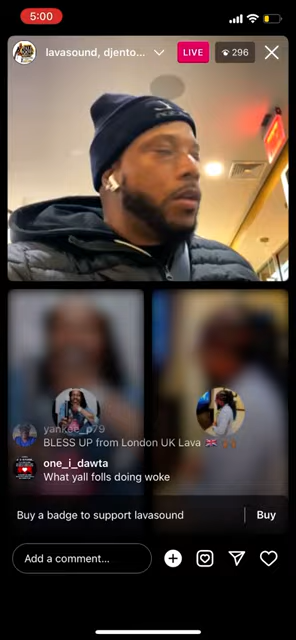 5:00
lavasound, djento...
LIVE
296
yankee_p79
BLESS UP from London UK Lava 🇬🇧
one_i_dawta
What yall folls doing woke
Buy a badge to support lavasound
Buy
Add a comment...